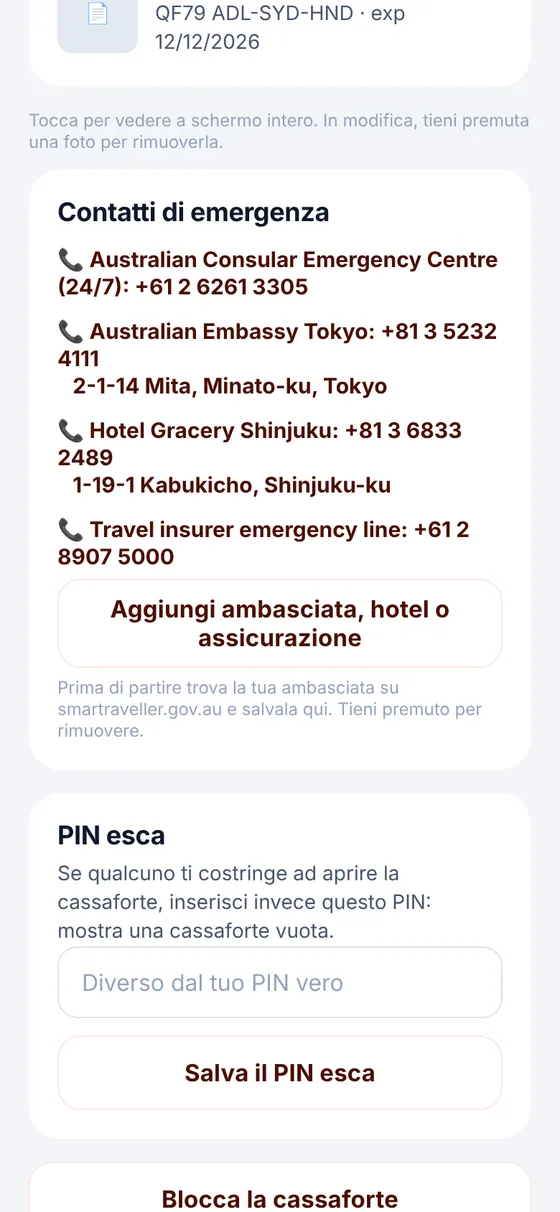 QF79 ADL-SYD-HND · exp
12/12/2026
Tocca per vedere a schermo intero. In modifica, tieni premuta
una foto per rimuoverla.
Contatti di emergenza
📞 Australian Consular Emergency Centre
(24/7): +61 2 6261 3305
📞 Australian Embassy Tokyo: +81 3 5232
4111
2-1-14 Mita, Minato-ku, Tokyo
📞 Hotel Gracery Shinjuku: +81 3 6833
2489
1-19-1 Kabukicho, Shinjuku-ku
📞 Travel insurer emergency line: +61 2
8907 5000
Aggiungi ambasciata, hotel o
assicurazione
Prima di partire trova la tua ambasciata su
smartraveller.gov.au e salvala qui. Tieni premuto per
rimuovere.
PIN esca
Se qualcuno ti costringe ad aprire la
cassaforte, inserisci invece questo PIN:
mostra una cassaforte vuota.
Diverso dal tuo PIN vero
Salva il PIN esca
Blocca la cassaforte